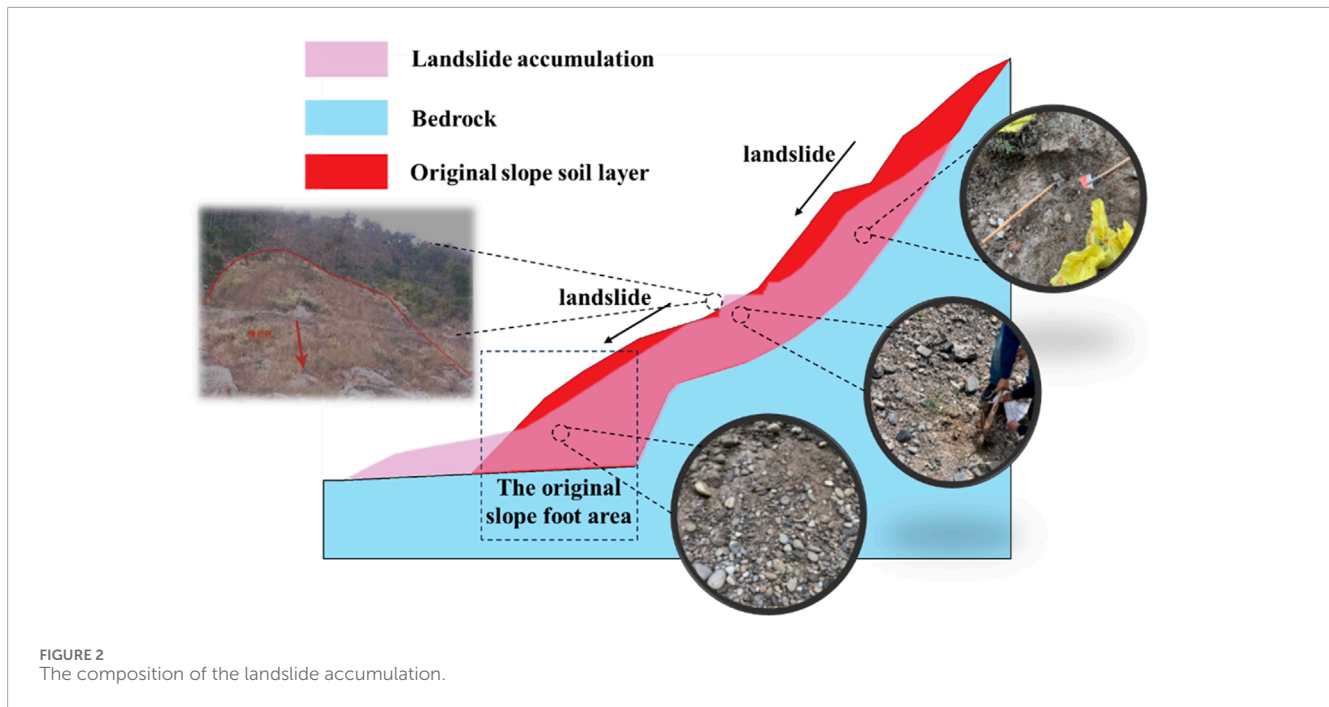 Landslide accumulation
Bedrock
Original slope soil layer
landslide
landslide
The original
slope foot area
FIGURE 2
The composition of the landslide accumulation.